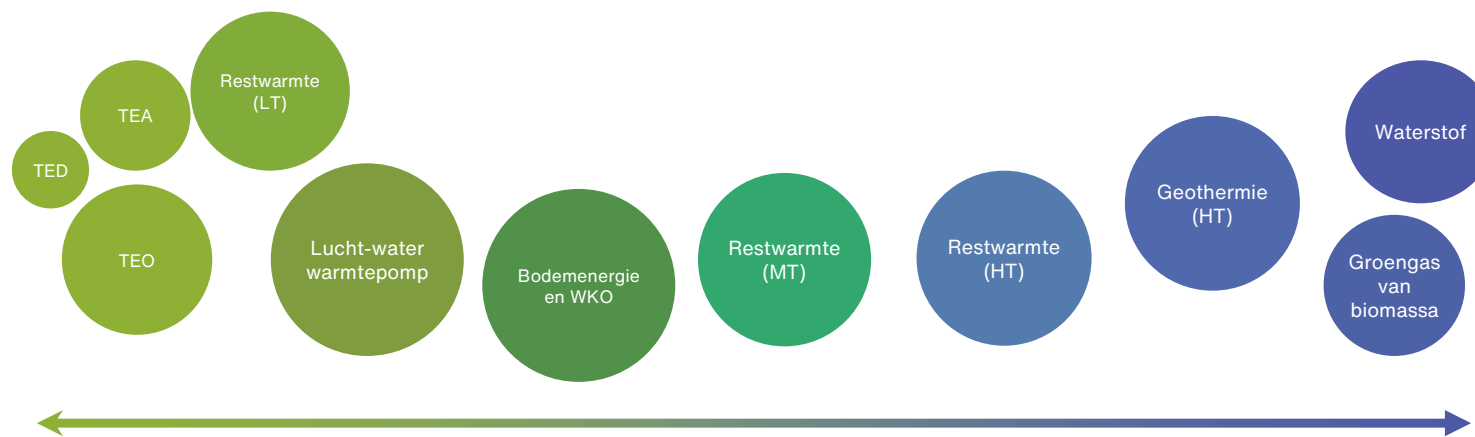 TED
TEA
TEO
Restwarmte
(LT)
Lucht-water
warmtepomp
Bodemenergie
en WKO
Restwarmte
(MT)
Restwarmte
(HT)
Geothermie
(HT)
Waterstof
Groengas
van
biomassa